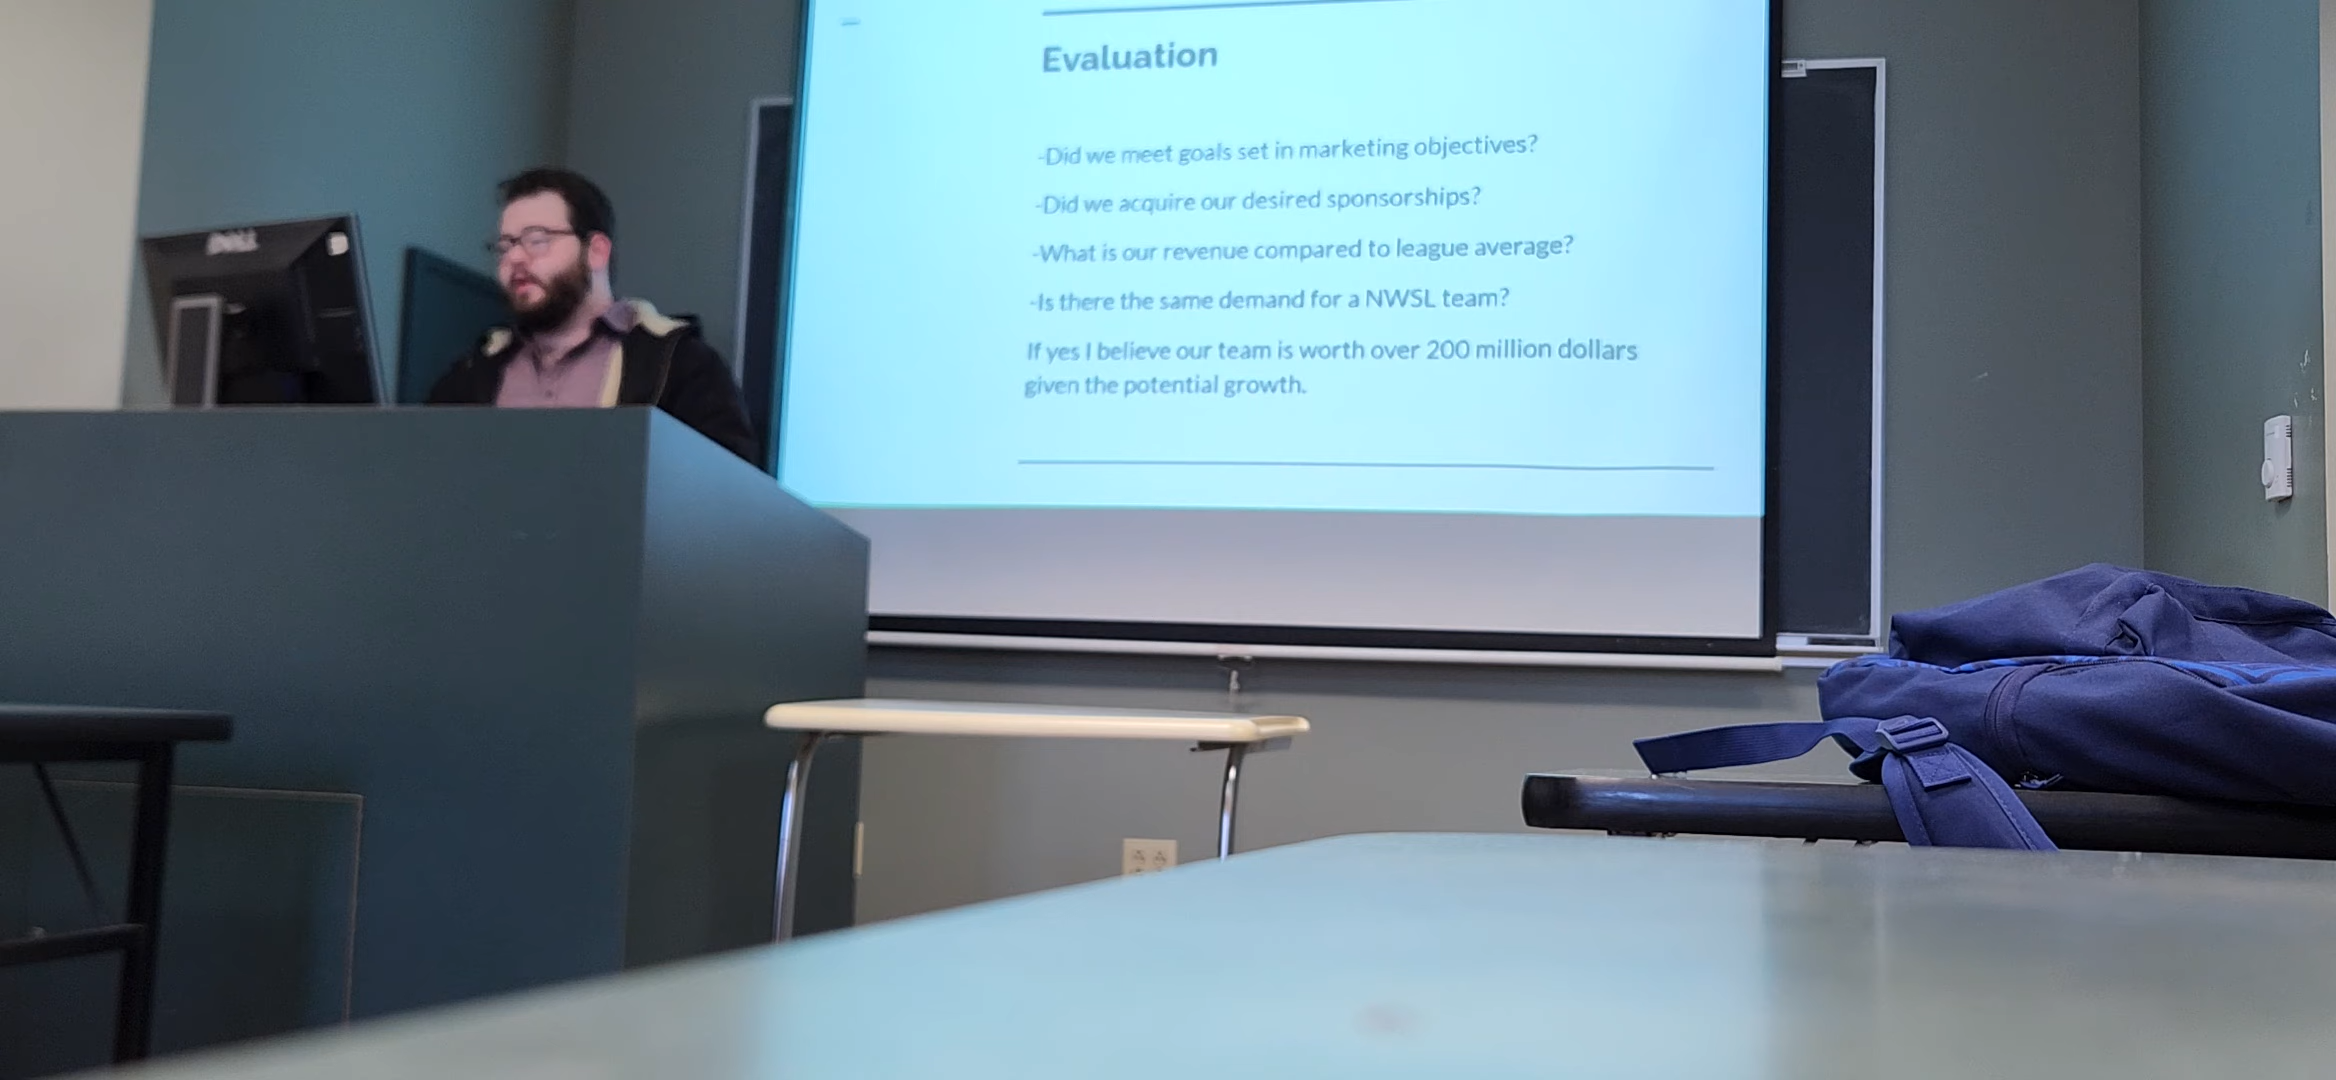 Evaluation
-Did we meet goals set in marketing objectives?
-Did we acquire our desired sponsorships?
-What is our revenue compared to league average?
-Is there the same demand for a NWSL team?
If yes I believe our team is worth over 200 million dollars
given the potential growth.
DELL